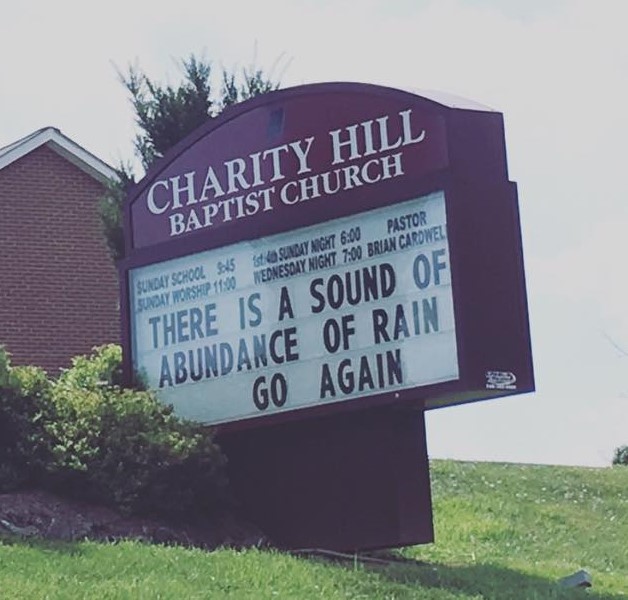 CHARITY HILL
BAPTIST CHURCH
SUNDAY SCHOOL 9:45 1st-4th SUNDAY NIGHT 6:00 PASTOR
SUNDAY WORSHIP 11:00 WEDNESDAY NIGHT 7:00 BRIAN CARDWELL
THERE IS A SOUND OF
ABUNDANCE OF RAIN
GO AGAIN